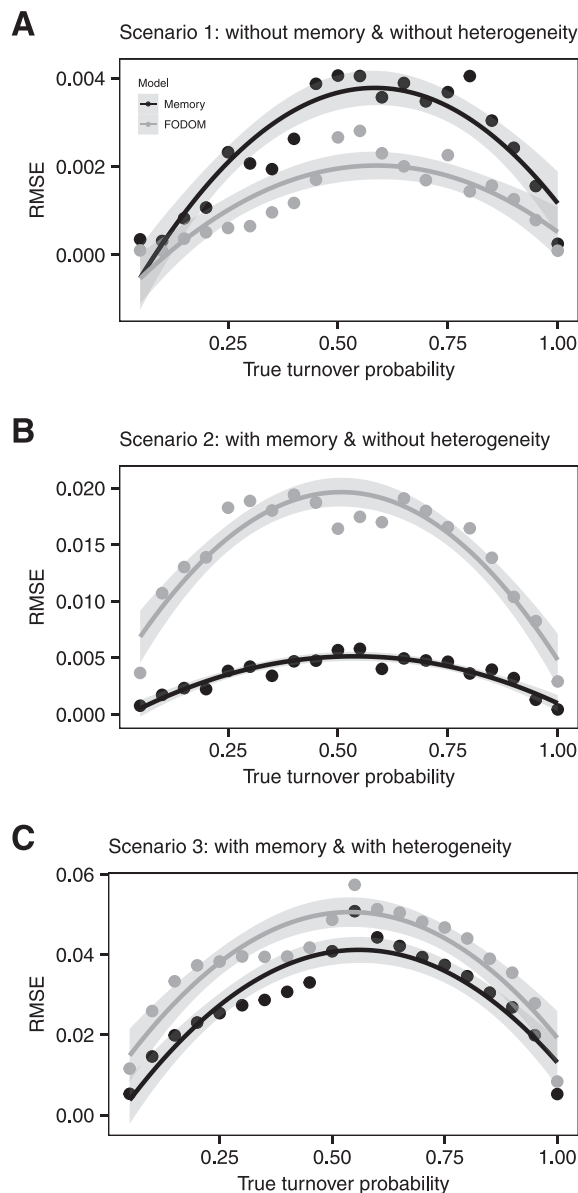 A
Scenario 1: without memory & without heterogeneity
Model
Memory
FODOM
RMSE
0.004
0.002
0.000
0.25 0.50 0.75 1.00
True turnover probability
B
Scenario 2: with memory & without heterogeneity
RMSE
0.020
0.015
0.010
0.005
0.000
0.25 0.50 0.75 1.00
True turnover probability
C
Scenario 3: with memory & with heterogeneity
RMSE
0.06
0.04
0.02
0.00
0.25 0.50 0.75 1.00
True turnover probability